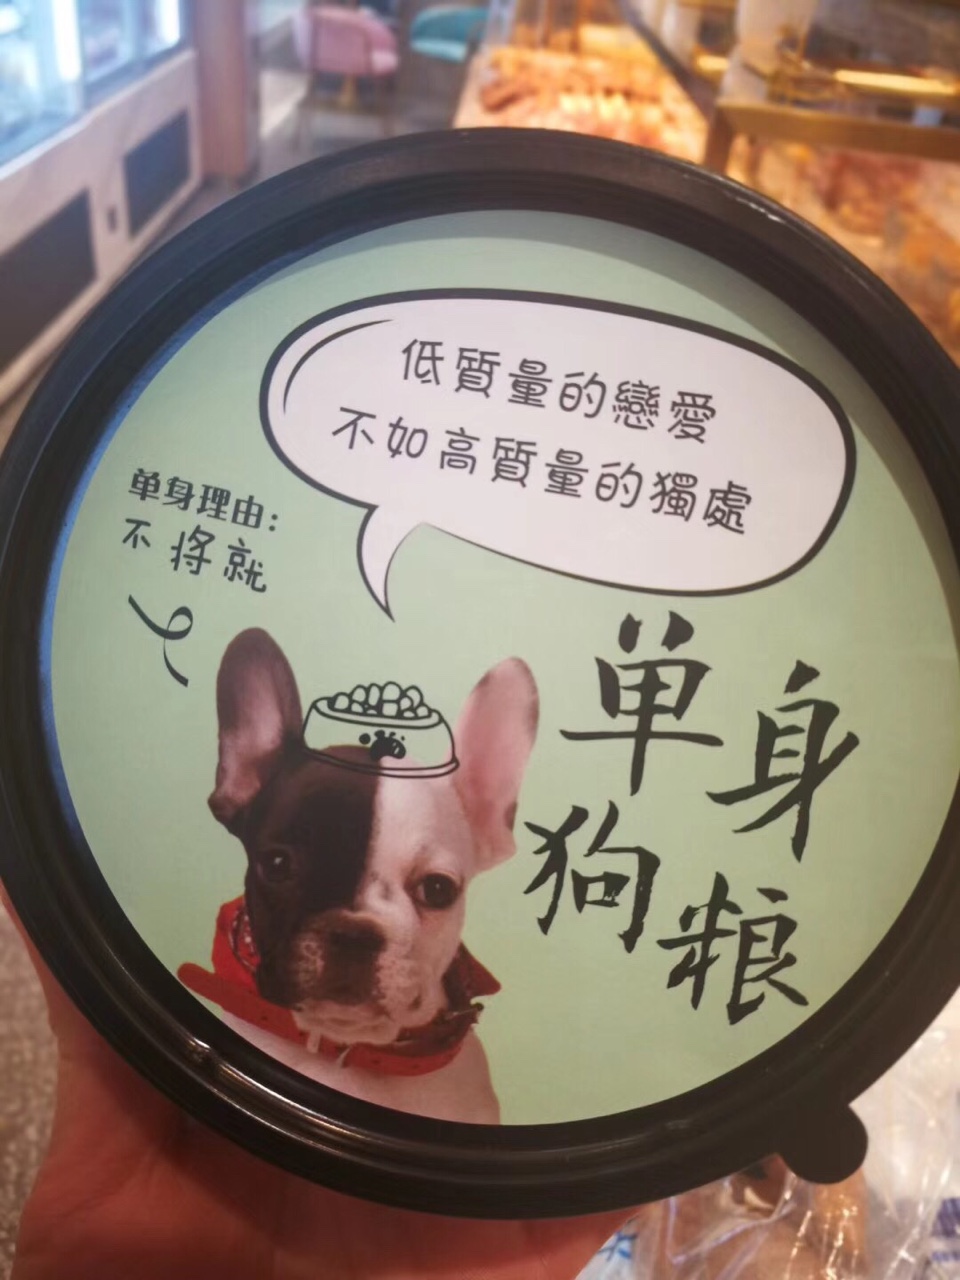 低質量的戀愛
不如高質量的獨處
单身理由:
不将就
单身
狗粮